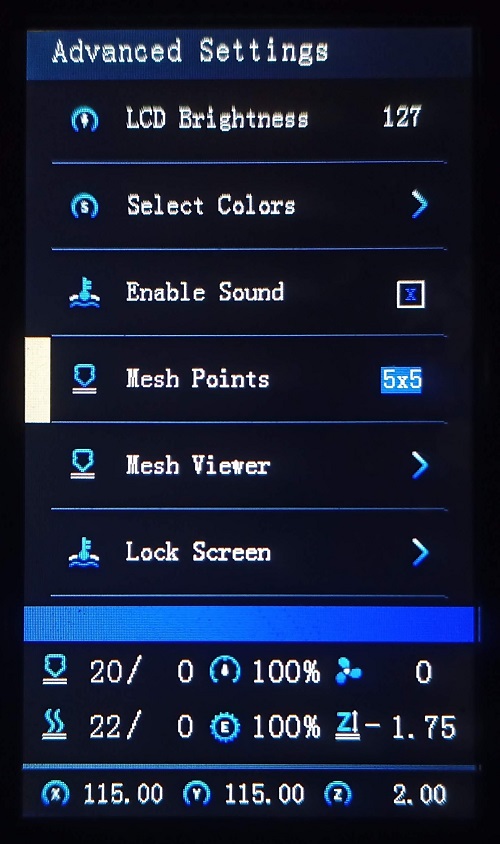 Advanced Settings
LCD Brightness 127
Select Colors
Enable Sound x
Mesh Points 5x5
Mesh Viewer
Lock Screen
20/ 0 100% 0
22/ 0 E 100% Z -1.75
X 115.00 Y 115.00 Z 2.00